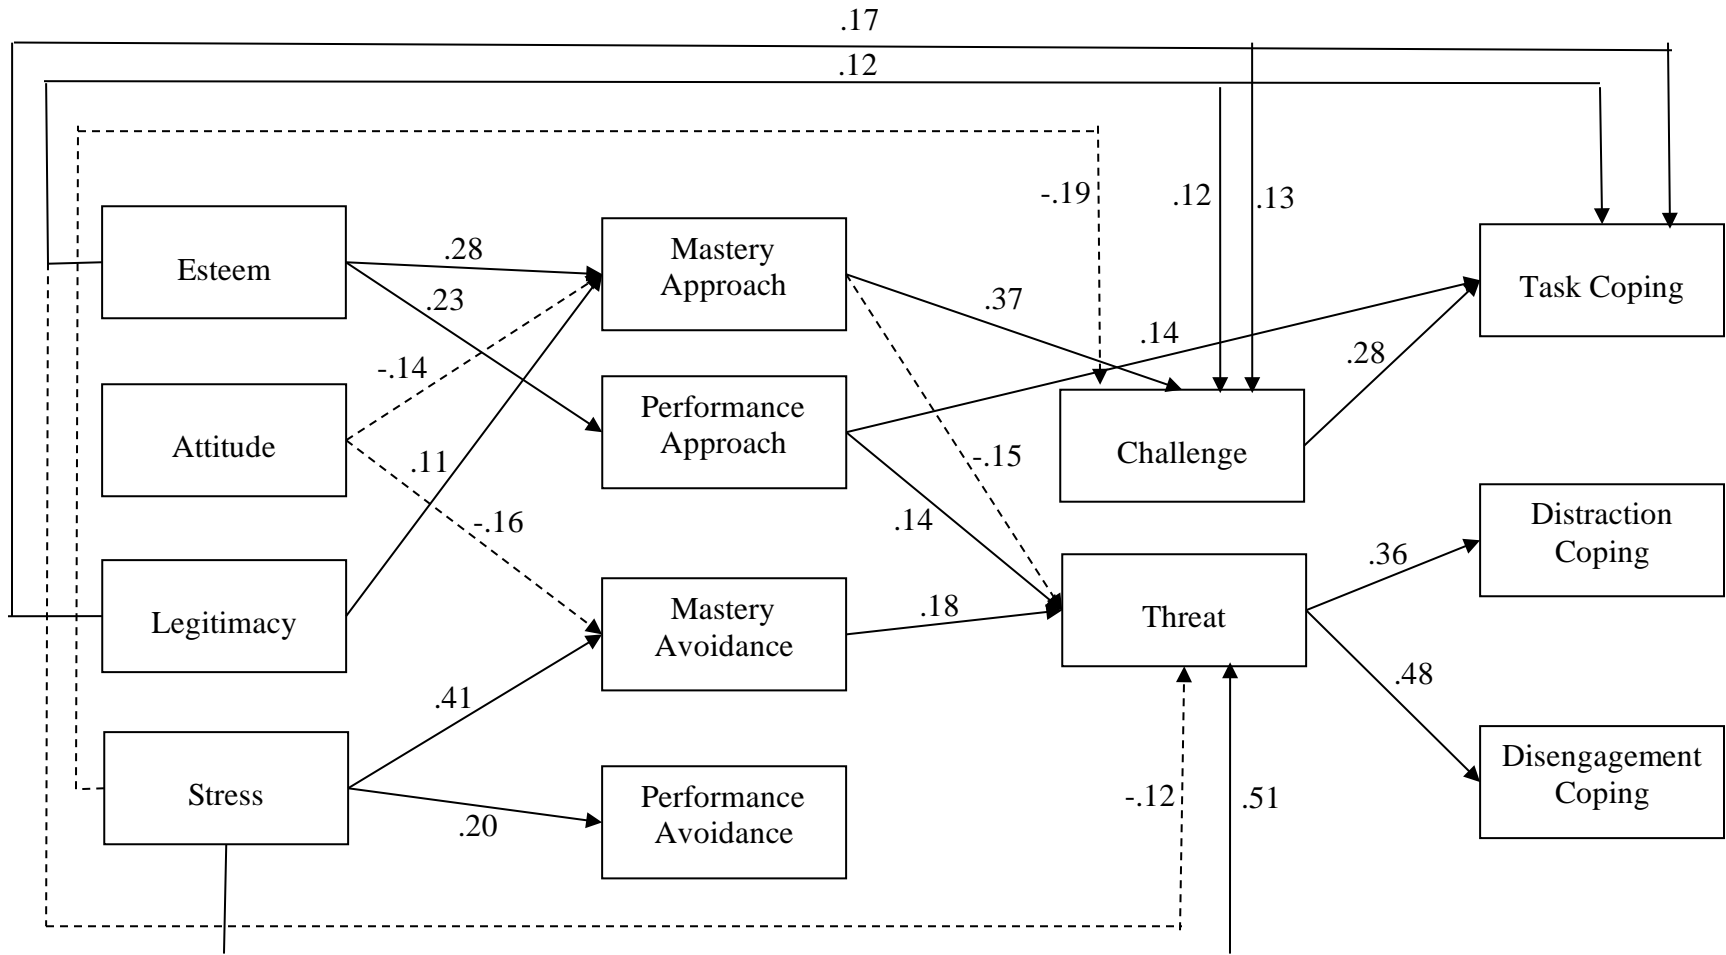 .17
.12
-.19
.12
.13
Esteem
.28
.23
Mastery
Approach
.37
.14
Task Coping
.28
Attitude
-.14
-.16
Performance
Approach
-.15
.14
Challenge
Distraction
Coping
.36
Legitimacy
.11
Mastery
Avoidance
.18
Threat
.48
Stress
.41
.20
Performance
Avoidance
-.12
.51
Disengagement
Coping